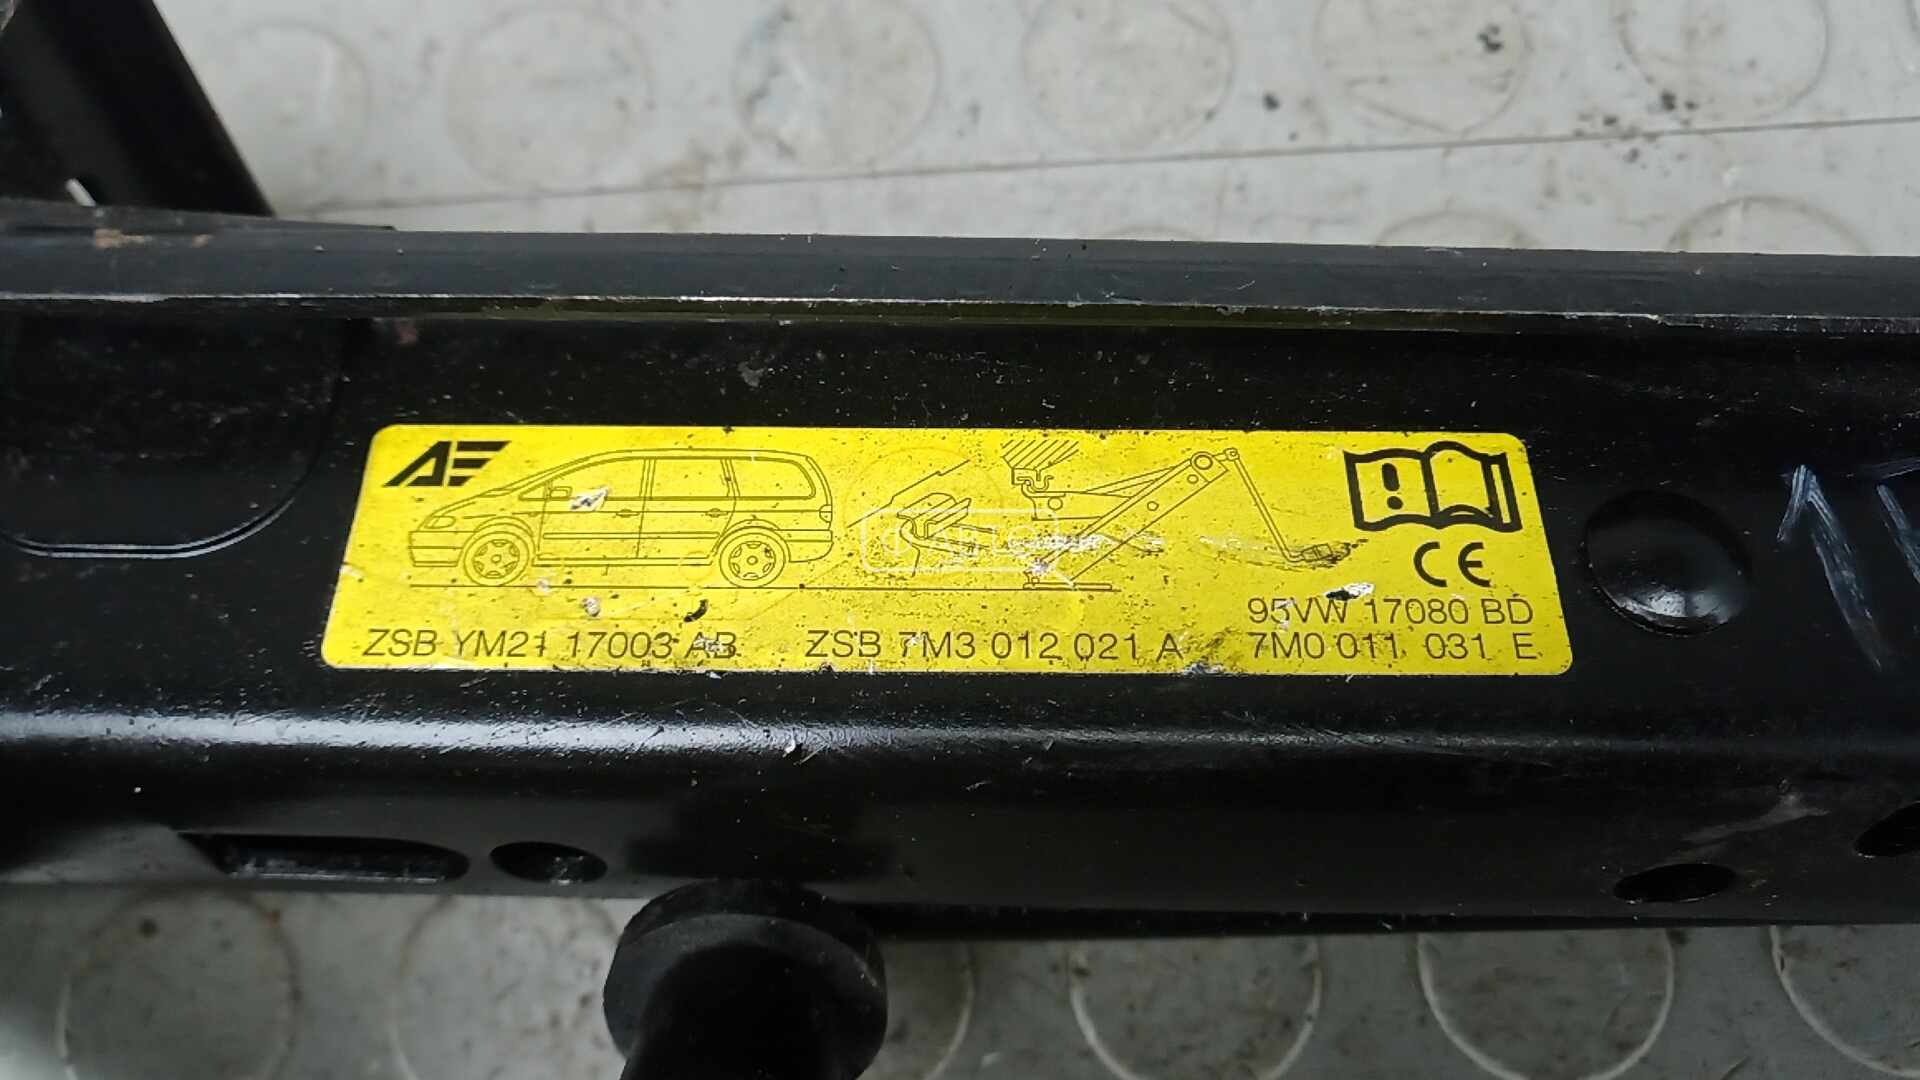 AE
CE
95VW 17080 BD
ZSB YM21 17003 AB ZSB 7M3 012 021 A 7M0 011 031 E